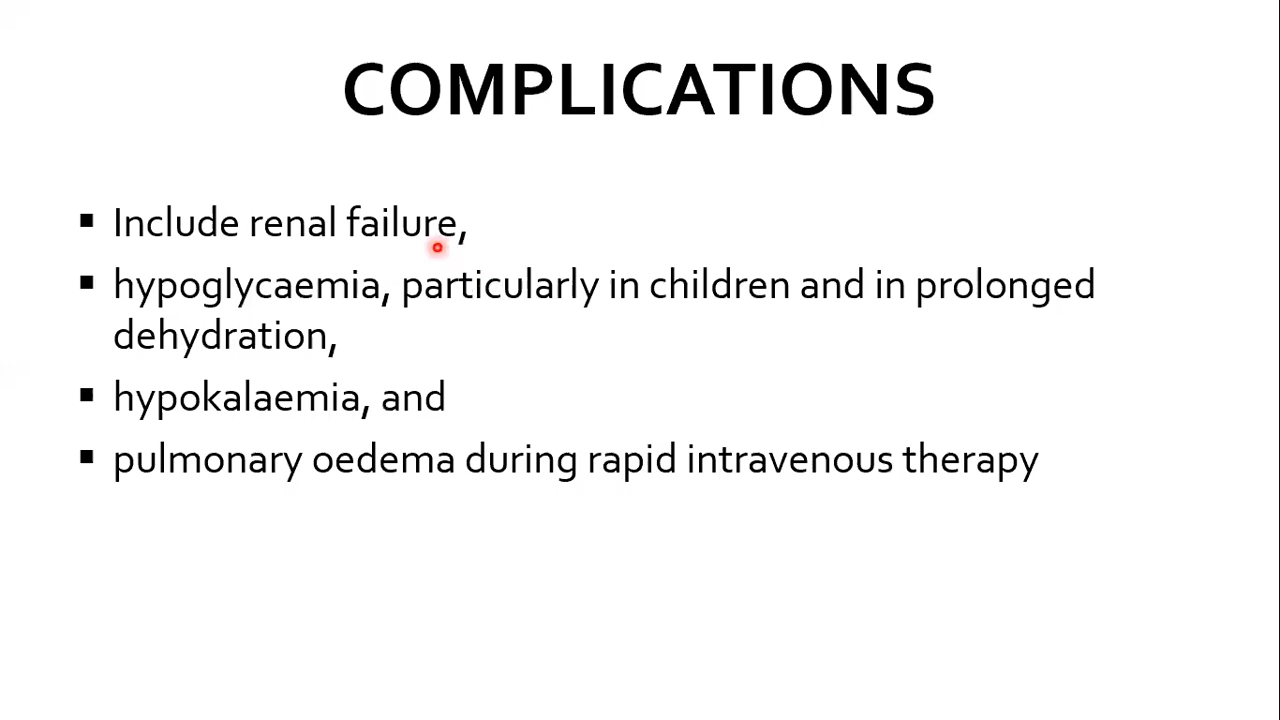 COMPLICATIONS
▪ Include renal failure,
▪ hypoglycaemia, particularly in children and in prolonged
dehydration,
▪ hypokalaemia, and
▪ pulmonary oedema during rapid intravenous therapy